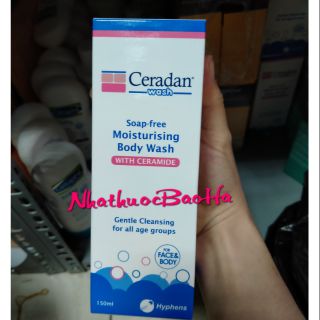 Ceradan®
wash
Soap-free
Moisturising
Body Wash
WITH CERAMIDE
NhathuocBaoHa
Gentle Cleansing
for all age groups
FOR
FACE &
BODY
150ml
Hyphens